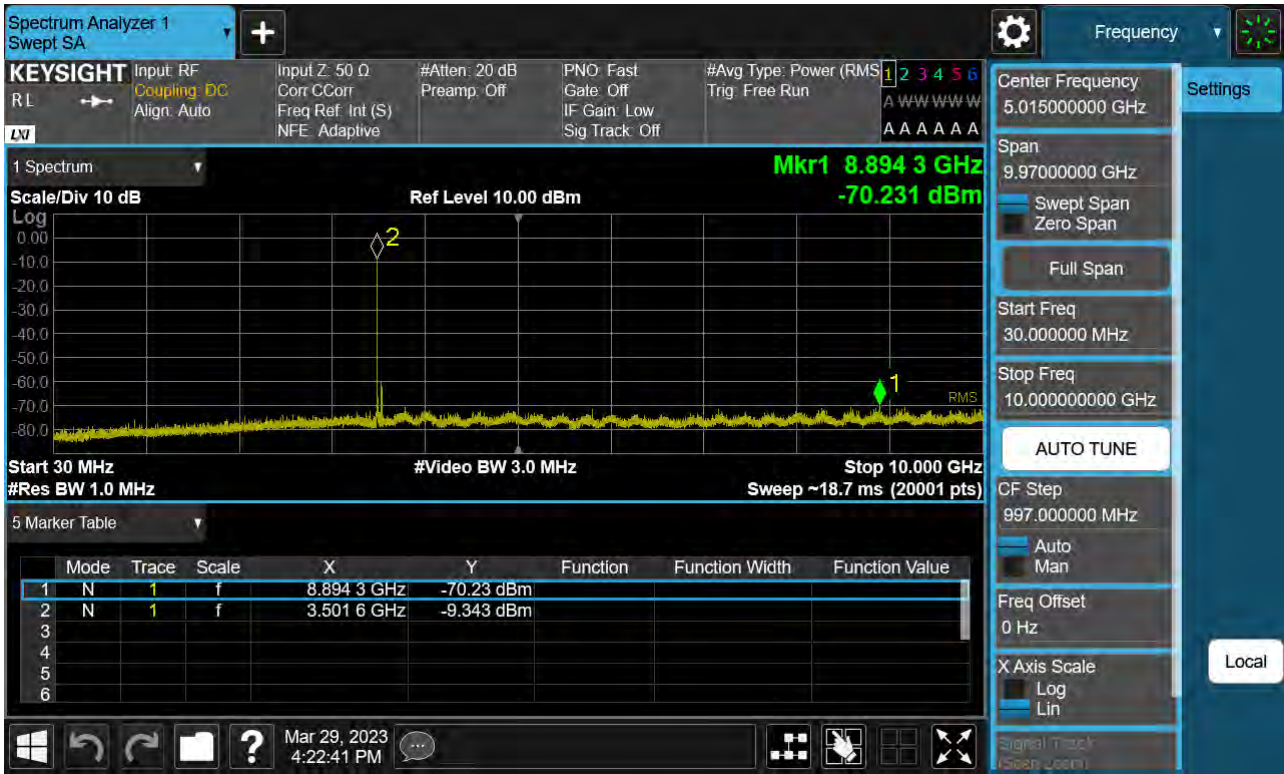 Spectrum Analyzer 1
Swept SA
+
Frequency
KEYSIGHT
RL
LXI
Input: RF
Coupling: DC
Align: Auto
Input Z: 50 Ω
Corr CCorr
Freq Ref: Int (S)
NFE: Adaptive
#Atten: 20 dB
Preamp: Off
PNO: Fast
Gate: Off
IF Gain: Low
Sig Track: Off
#Avg Type: Power (RMS
Trig: Free Run
1 2 3 4 5 6
A W W W W W
A A A A A A
1 Spectrum
Mkr1 8.894 3 GHz
-70.231 dBm
Scale/Div 10 dB
Ref Level 10.00 dBm
Log
0.00
-10.0
-20.0
-30.0
-40.0
-50.0
-60.0
-70.0
-80.0
2
1
RMS
Start 30 MHz
#Video BW 3.0 MHz
Stop 10.000 GHz
#Res BW 1.0 MHz
Sweep ~18.7 ms (20001 pts)
5 Marker Table
Mode Trace Scale X Y Function Function Width Function Value
1 N 1 f 8.894 3 GHz -70.23 dBm
2 N 1 f 3.501 6 GHz -9.343 dBm
3
4
5
6
Mar 29, 2023
4:22:41 PM
?
Center Frequency
5.015000000 GHz
Span
9.97000000 GHz
Swept Span
Zero Span
Full Span
Start Freq
30.000000 MHz
Stop Freq
10.000000000 GHz
AUTO TUNE
CF Step
997.000000 MHz
Auto
Man
Freq Offset
0 Hz
X Axis Scale
Log
Lin
Signal Track
(Span Zoom)
Settings
Local